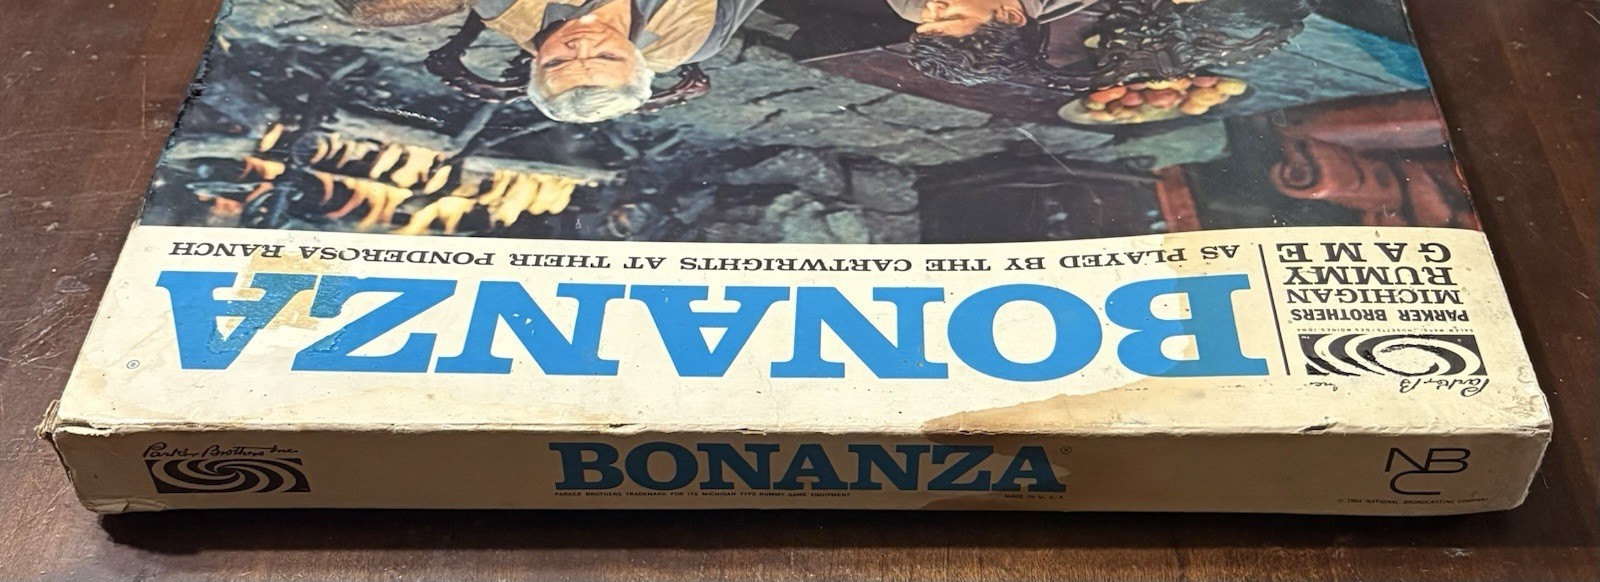 AS PLAYED BY THE CARTWRIGHTS AT THEIR PONDEROSA RANCH
BONANZA
®
PARKER BROTHERS
MICHIGAN
RUMMY
GAME
Parker Brothers Inc.
BONANZA®
PARKER BROTHERS TRADEMARK FOR ITS MICHIGAN TYPE RUMMY GAME EQUIPMENT
MADE IN U.S.A.
NBC
© 1964 NATIONAL BROADCASTING COMPANY